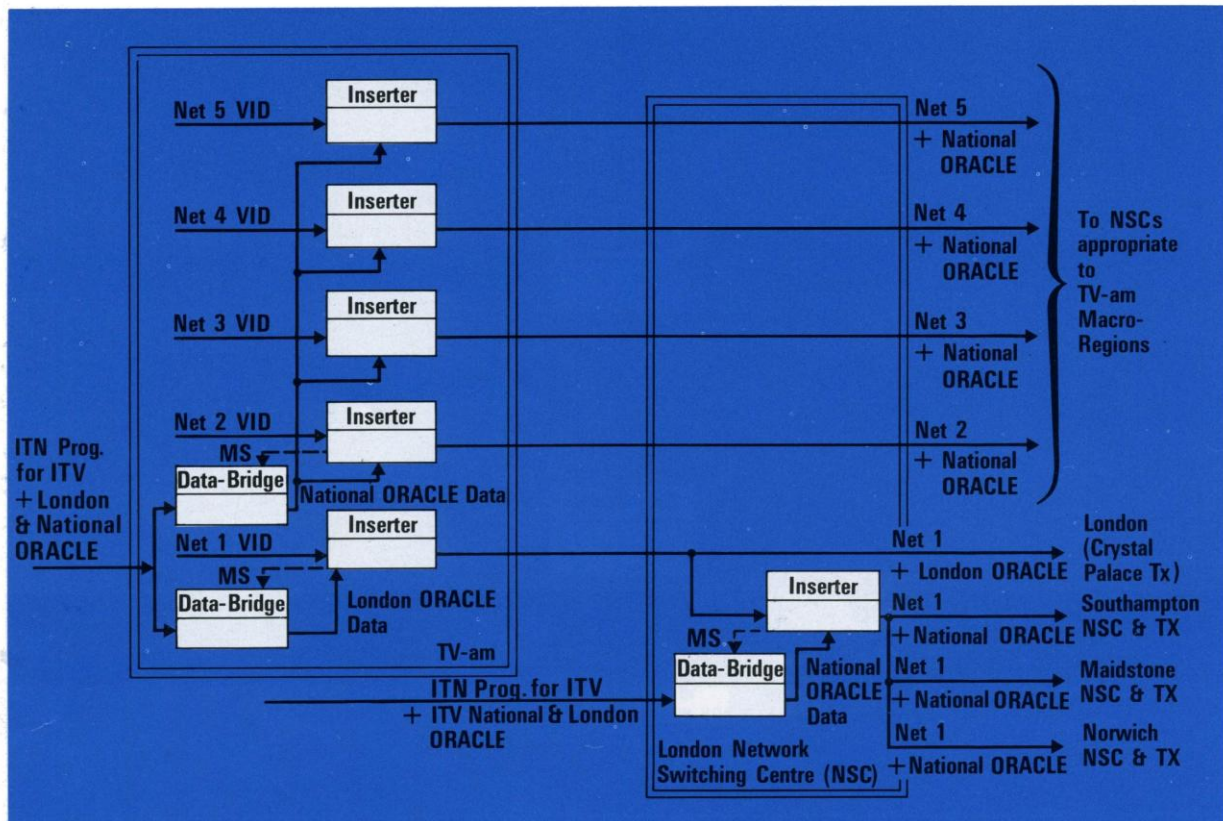 Inserter
Net 5 VID
Net 5
+ National
ORACLE
Inserter
Net 4 VID
Net 4
+ National
ORACLE
To NSCs
appropriate
to
TV-am
Macro-
Regions
Inserter
Net 3 VID
Net 3
+ National
ORACLE
Inserter
Net 2 VID
Net 2
+ National
ORACLE
ITN Prog.
for ITV
+ London
& National
ORACLE
MS
Data-Bridge
National ORACLE Data
Inserter
Net 1 VID
MS
Data-Bridge
London ORACLE
Data
TV-am
Net 1
+ London ORACLE
London
(Crystal
Palace Tx)
Inserter
Net 1
+ National ORACLE
Southampton
NSC & TX
MS
Data-Bridge
National
ORACLE
Data
Net 1
+ National ORACLE
Maidstone
NSC & TX
ITN Prog. for ITV
+ ITV National & London
ORACLE
Net 1
+ National ORACLE
Norwich
NSC & TX
London Network
Switching Centre (NSC)